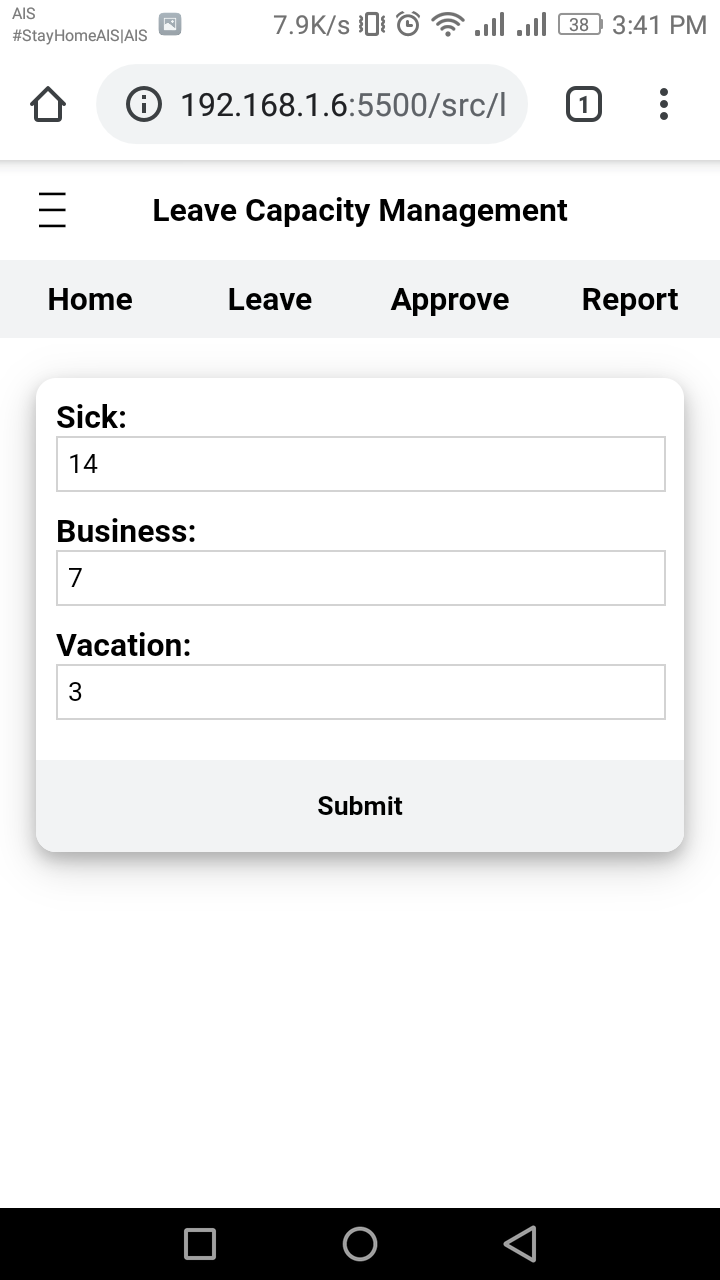 AIS
#StayHomeAIS|AIS
7.9K/s 38 3:41 PM
192.168.1.6:5500/src/l
1
Leave Capacity Management
Home Leave Approve Report
Sick:
14
Business:
7
Vacation:
3
Submit